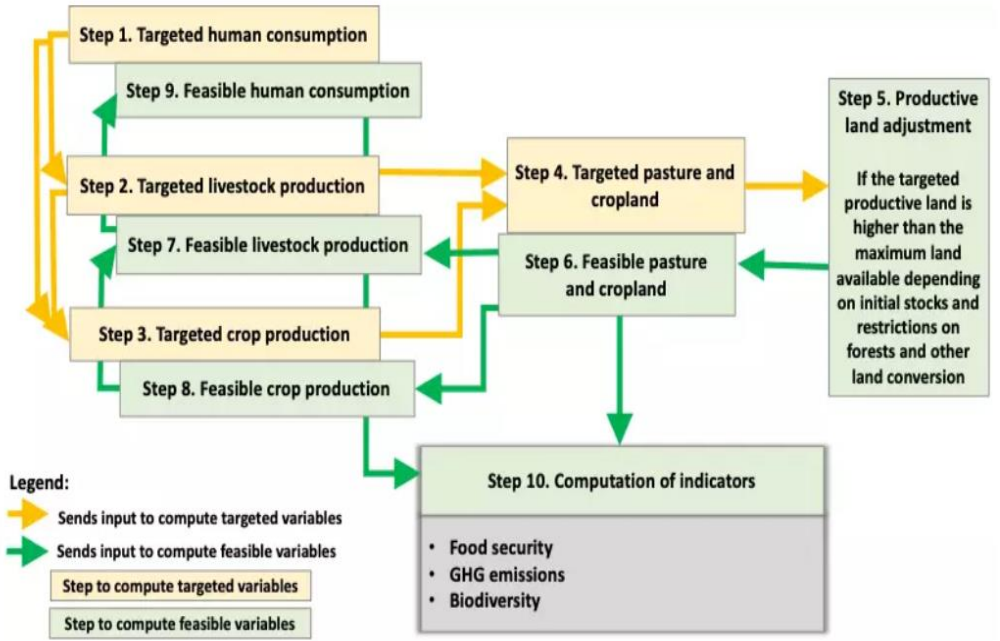 Step 1. Targeted human consumption
Step 9. Feasible human consumption
Step 2. Targeted livestock production
Step 7. Feasible livestock production
Step 3. Targeted crop production
Step 8. Feasible crop production
Step 4. Targeted pasture and
cropland
Step 6. Feasible pasture
and cropland
Step 5. Productive
land adjustment
If the targeted
productive land is
higher than the
maximum land
available depending
on initial stocks and
restrictions on
forests and other
land conversion
Step 10. Computation of indicators
• Food security
• GHG emissions
• Biodiversity
Legend:
Sends input to compute targeted variables
Sends input to compute feasible variables
Step to compute targeted variables
Step to compute feasible variables